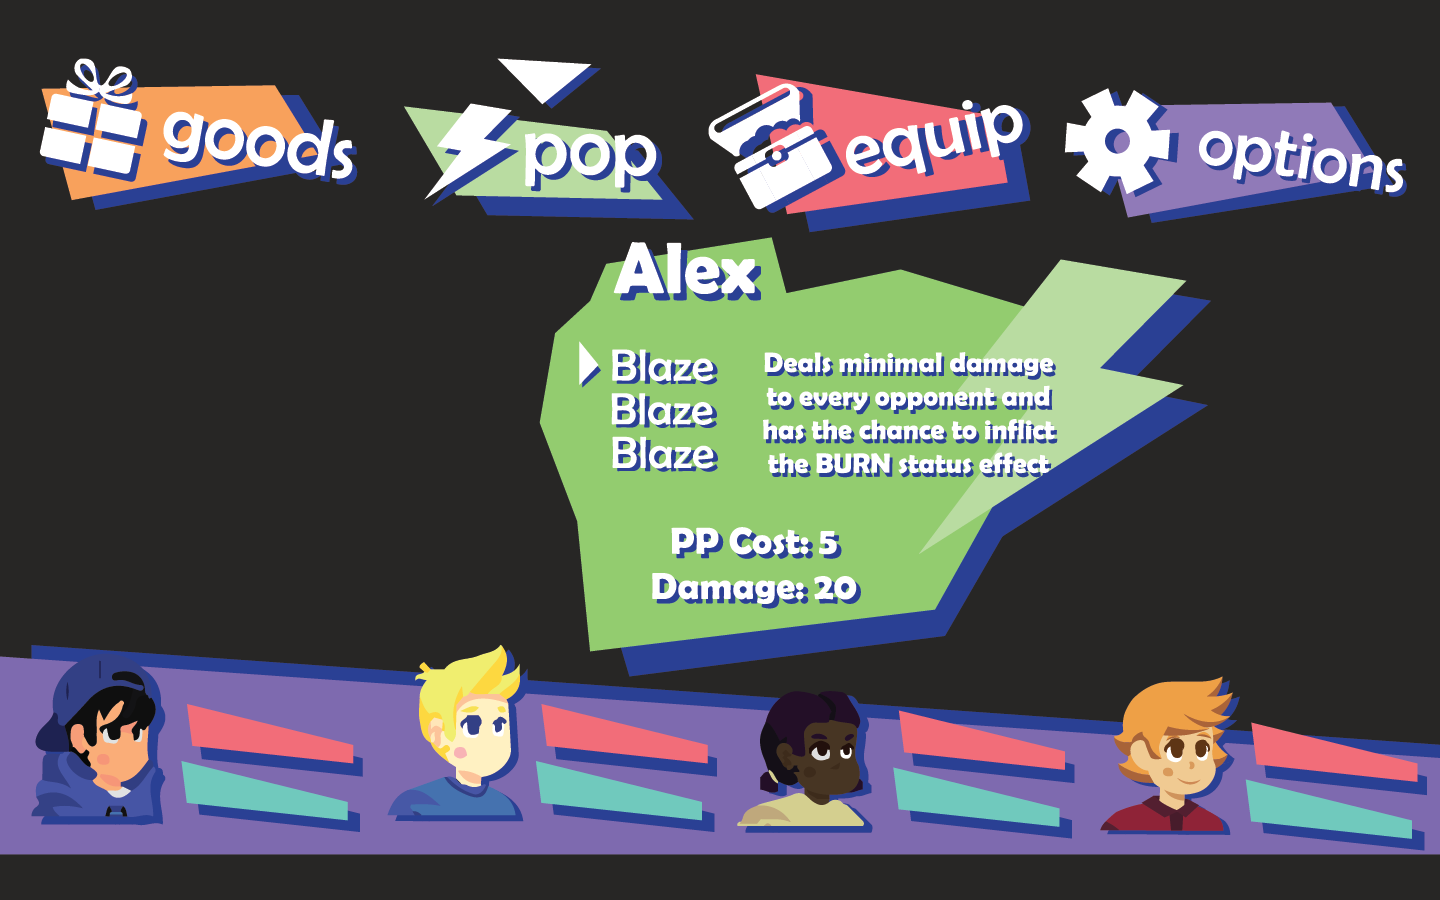 goods
pop
equip
options
Alex
Blaze
Blaze
Blaze
Deals minimal damage
to every opponent and
has the chance to inflict
the BURN status effect
PP Cost: 5
Damage: 20